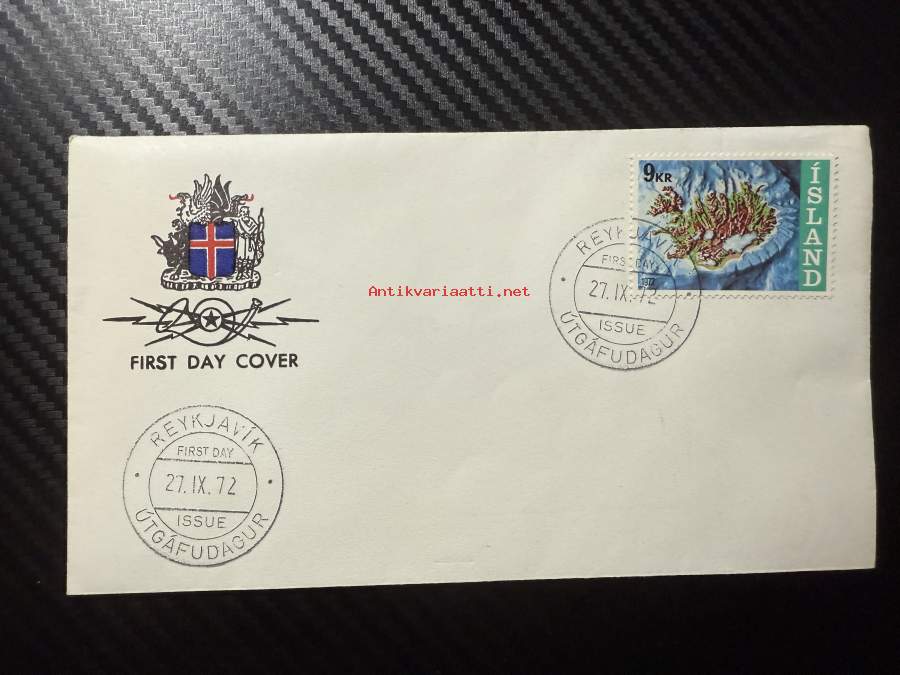 9KR
ÍSLAND
1972
REYKJAVÍK
FIRST DAY
27.IX.72
ISSUE
ÚTGÁFUDAGUR
Antikvariaatti.net
FIRST DAY COVER
REYKJAVÍK
FIRST DAY
27.IX.72
ISSUE
ÚTGÁFUDAGUR